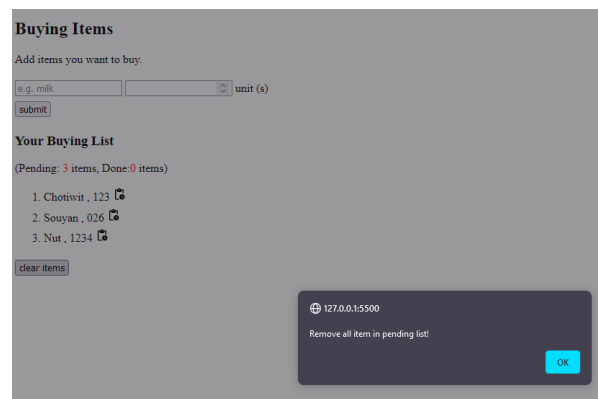 Buying Items
Add items you want to buy.
e.g. milk unit (s)
submit
Your Buying List
(Pending: 3 items, Done:0 items)
1. Chotiwit , 123
2. Souyan , 026
3. Nut , 1234
clear items
127.0.0.1:5500
Remove all item in pending list!
OK